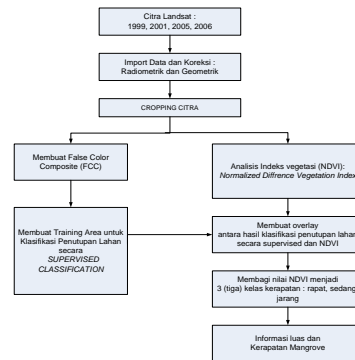 Citra Landsat :
1999, 2001, 2005, 2006
Import Data dan Koreksi :
Radiometrik dan Geometrik
CROPPING CITRA
Membuat False Color
Composite (FCC)
Analisis Indeks vegetasi (NDVI):
Normalized Diffrence Vegetation Index
Membuat Training Area untuk
Klasifikasi Penutupan Lahan
secara
SUPERVISED
CLASSIFICATION
Membuat overlay
antara hasil klasifikasi penutupan lahan
secara supervised dan NDVI
Membagi nilai NDVI menjadi
3 (tiga) kelas kerapatan : rapat, sedang
jarang
Informasi luas dan
Kerapatan Mangrove